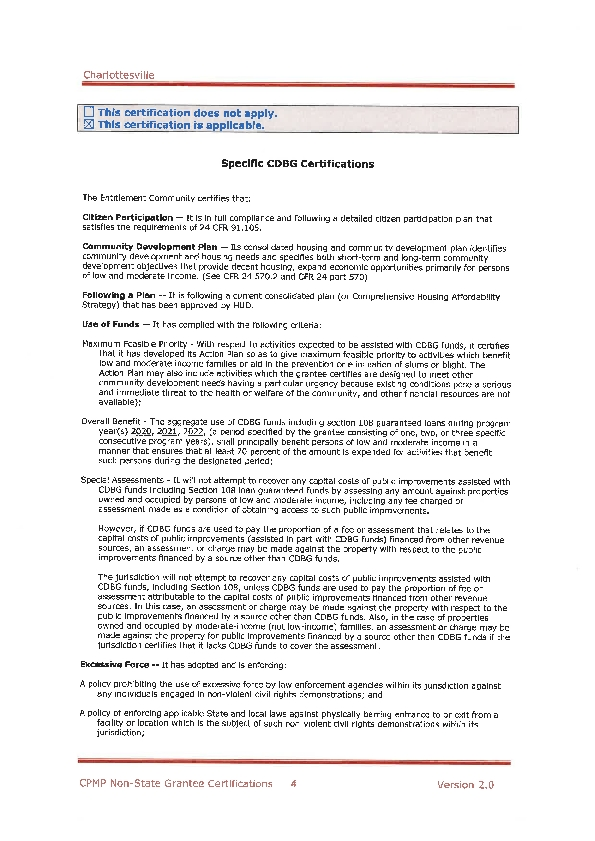 Charlottesville
☐ This certification does not apply.
☒ This certification is applicable.
Specific CDBG Certifications
The Entitlement Community certifies that:
Citizen Participation — It is in full compliance and following a detailed citizen participation plan that
satisfies the requirements of 24 CFR 91.105.
Community Development Plan — Its consolidated housing and community development plan identifies
community development and housing needs and specifies both short-term and long-term community
development objectives that provide decent housing, expand economic opportunities primarily for persons
of low and moderate income. (See CFR 24 570.2 and CFR 24 part 570)
Following a Plan -- It is following a current consolidated plan (or Comprehensive Housing Affordability
Strategy) that has been approved by HUD.
Use of Funds — It has complied with the following criteria:
Maximum Feasible Priority - With respect to activities expected to be assisted with CDBG funds, it certifies
that it has developed its Action Plan so as to give maximum feasible priority to activities which benefit
low and moderate income families or aid in the prevention or elimination of slums or blight. The
Action Plan may also include activities which the grantee certifies are designed to meet other
community development needs having a particular urgency because existing conditions pose a serious
and immediate threat to the health or welfare of the community, and other financial resources are not
available);
Overall Benefit - The aggregate use of CDBG funds including section 108 guaranteed loans during program
year(s) 2020, 2021, 2022, (a period specified by the grantee consisting of one, two, or three specific
consecutive program years), shall principally benefit persons of low and moderate income in a
manner that ensures that at least 70 percent of the amount is expended for activities that benefit
such persons during the designated period;
Special Assessments - It will not attempt to recover any capital costs of public improvements assisted with
CDBG funds including Section 108 loan guaranteed funds by assessing any amount against properties
owned and occupied by persons of low and moderate income, including any fee charged or
assessment made as a condition of obtaining access to such public improvements.
However, if CDBG funds are used to pay the proportion of a fee or assessment that relates to the
capital costs of public improvements (assisted in part with CDBG funds) financed from other revenue
sources, an assessment or charge may be made against the property with respect to the public
improvements financed by a source other than CDBG funds.
The jurisdiction will not attempt to recover any capital costs of public improvements assisted with
CDBG funds, including Section 108, unless CDBG funds are used to pay the proportion of fee or
assessment attributable to the capital costs of public improvements financed from other revenue
sources. In this case, an assessment or charge may be made against the property with respect to the
public improvements financed by a source other than CDBG funds. Also, in the case of properties
owned and occupied by moderate-income (not low-income) families, an assessment or charge may be
made against the property for public improvements financed by a source other than CDBG funds if the
jurisdiction certifies that it lacks CDBG funds to cover the assessment.
Excessive Force -- It has adopted and is enforcing:
A policy prohibiting the use of excessive force by law enforcement agencies within its jurisdiction against
any individuals engaged in non-violent civil rights demonstrations; and
A policy of enforcing applicable State and local laws against physically barring entrance to or exit from a
facility or location which is the subject of such non violent civil rights demonstrations within its
jurisdiction;
CPMP Non-State Grantee Certifications 4 Version 2.0